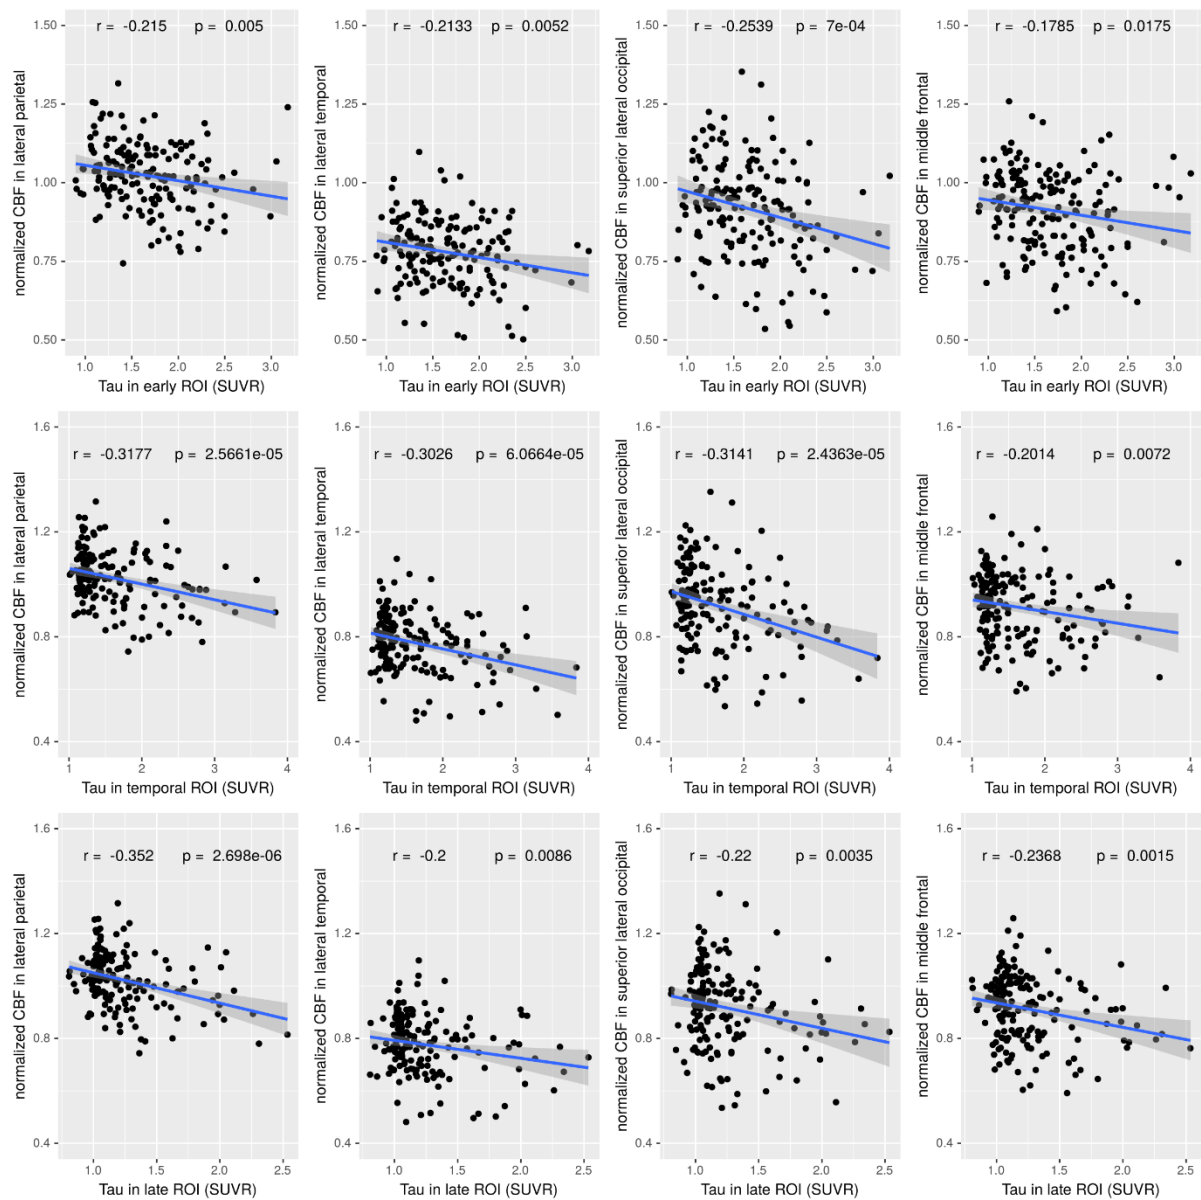 r = -0.215 p = 0.005
normalized CBF in lateral parietal
1.50
1.25
1.00
0.75
0.50
1.0 1.5 2.0 2.5 3.0
Tau in early ROI (SUVR)
r = -0.2133 p = 0.0052
normalized CBF in lateral temporal
1.50
1.25
1.00
0.75
0.50
1.0 1.5 2.0 2.5 3.0
Tau in early ROI (SUVR)
r = -0.2539 p = 7e-04
normalized CBF in superior lateral occipital
1.50
1.25
1.00
0.75
0.50
1.0 1.5 2.0 2.5 3.0
Tau in early ROI (SUVR)
r = -0.1785 p = 0.0175
normalized CBF in middle frontal
1.50
1.25
1.00
0.75
0.50
1.0 1.5 2.0 2.5 3.0
Tau in early ROI (SUVR)
r = -0.3177 p = 2.5661e-05
normalized CBF in lateral parietal
1.6
1.2
0.8
0.4
1 2 3 4
Tau in temporal ROI (SUVR)
r = -0.3026 p = 6.0664e-05
normalized CBF in lateral temporal
1.6
1.2
0.8
0.4
1 2 3 4
Tau in temporal ROI (SUVR)
r = -0.3141 p = 2.4363e-05
normalized CBF in superior lateral occipital
1.6
1.2
0.8
0.4
1 2 3 4
Tau in temporal ROI (SUVR)
r = -0.2014 p = 0.0072
normalized CBF in middle frontal
1.6
1.2
0.8
0.4
1 2 3 4
Tau in temporal ROI (SUVR)
r = -0.352 p = 2.698e-06
normalized CBF in lateral parietal
1.6
1.2
0.8
0.4
1.0 1.5 2.0 2.5
Tau in late ROI (SUVR)
r = -0.2 p = 0.0086
normalized CBF in lateral temporal
1.6
1.2
0.8
0.4
1.0 1.5 2.0 2.5
Tau in late ROI (SUVR)
r = -0.22 p = 0.0035
normalized CBF in superior lateral occipital
1.6
1.2
0.8
0.4
1.0 1.5 2.0 2.5
Tau in late ROI (SUVR)
r = -0.2368 p = 0.0015
normalized CBF in middle frontal
1.6
1.2
0.8
0.4
1.0 1.5 2.0 2.5
Tau in late ROI (SUVR)